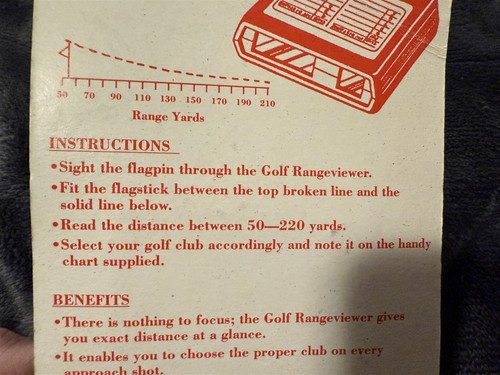 50 70 90 110 130 150 170 190 210
Range Yards
INSTRUCTIONS
•Sight the flagpin through the Golf Rangeviewer.
•Fit the flagstick between the top broken line and the
solid line below.
•Read the distance between 50—220 yards.
•Select your golf club accordingly and note it on the handy
chart supplied.
BENEFITS
•There is nothing to focus; the Golf Rangeviewer gives
you exact distance at a glance.
•It enables you to choose the proper club on every
approach shot.